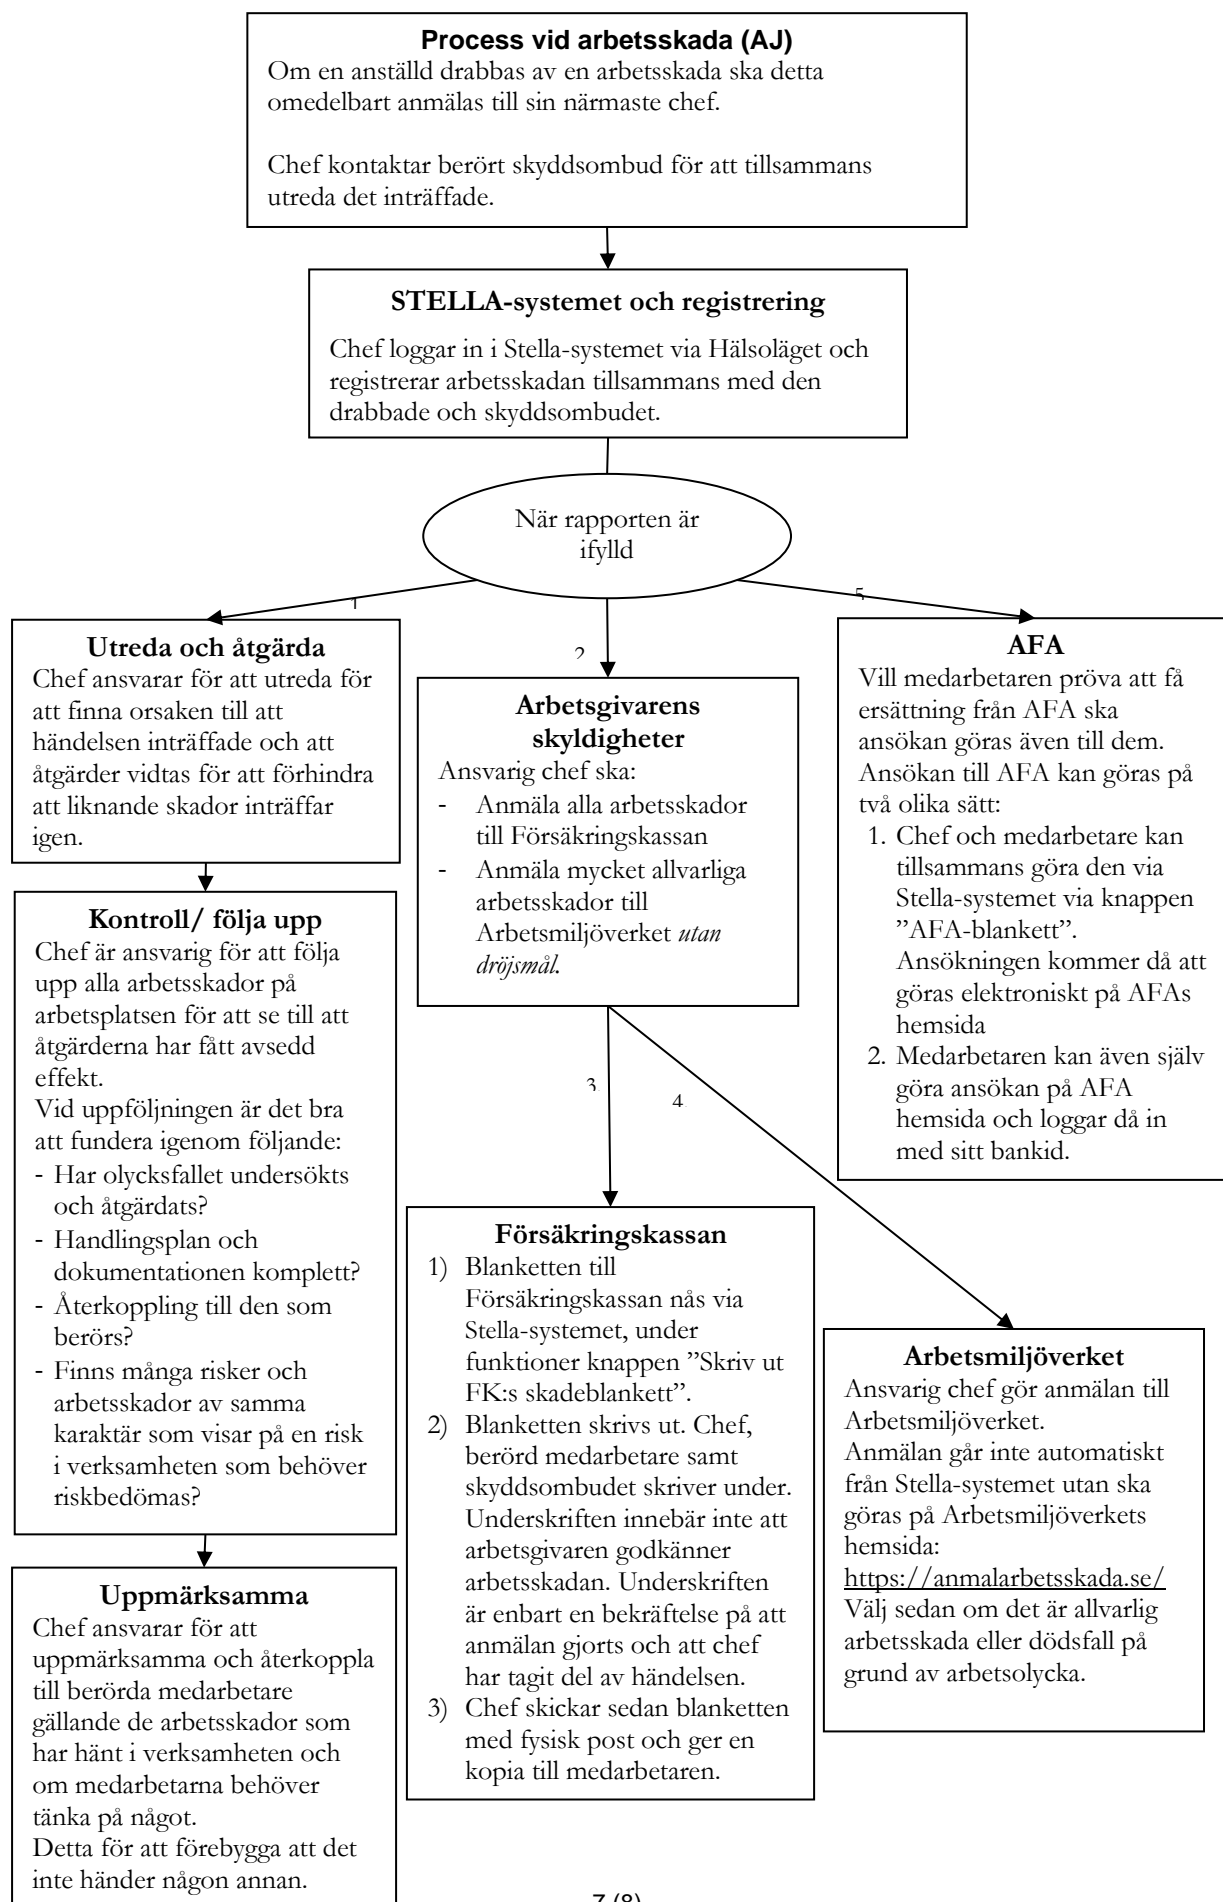 Process vid arbetsskada (AJ)
Om en anställd drabbas av en arbetsskada ska detta
omedelbart anmälas till sin närmaste chef.
Chef kontaktar berört skyddsombud för att tillsammans
utreda det inträffade.
STELLA-systemet och registrering
Chef loggar in i Stella-systemet via Hälsoläget och
registrerar arbetsskadan tillsammans med den
drabbade och skyddsombudet.
När rapporten är
ifylld
1
2
5
Utreda och åtgärda
Chef ansvarar för att utreda för
att finna orsaken till att
händelsen inträffade och att
åtgärder vidtas för att förhindra
att liknande skador inträffar
igen.
Kontroll/ följa upp
Chef är ansvarig för att följa
upp alla arbetsskador på
arbetsplatsen för att se till att
åtgärderna har fått avsedd
effekt.
Vid uppföljningen är det bra
att fundera igenom följande:
- Har olycksfallet undersökts
och åtgärdats?
- Handlingsplan och
dokumentationen komplett?
- Återkoppling till den som
berörs?
- Finns många risker och
arbetsskador av samma
karaktär som visar på en risk
i verksamheten som behöver
riskbedömas?
Uppmärksamma
Chef ansvarar för att
uppmärksamma och återkoppla
till berörda medarbetare
gällande de arbetsskador som
har hänt i verksamheten och
om medarbetarna behöver
tänka på något.
Detta för att förebygga att det
inte händer någon annan.
Arbetsgivarens
skyldigheter
Ansvarig chef ska:
- Anmäla alla arbetsskador
till Försäkringskassan
- Anmäla mycket allvarliga
arbetsskador till
Arbetsmiljöverket utan
dröjsmål.
3
4
Försäkringskassan
1) Blanketten till
Försäkringskassan nås via
Stella-systemet, under
funktioner knappen ”Skriv ut
FK:s skadeblankett”.
2) Blanketten skrivs ut. Chef,
berörd medarbetare samt
skyddsombudet skriver under.
Underskriften innebär inte att
arbetsgivaren godkänner
arbetsskadan. Underskriften
är enbart en bekräftelse på att
anmälan gjorts och att chef
har tagit del av händelsen.
3) Chef skickar sedan blanketten
med fysisk post och ger en
kopia till medarbetaren.
AFA
Vill medarbetaren pröva att få
ersättning från AFA ska
ansökan göras även till dem.
Ansökan till AFA kan göras på
två olika sätt:
1. Chef och medarbetare kan
tillsammans göra den via
Stella-systemet via knappen
”AFA-blankett”.
Ansökningen kommer då att
göras elektroniskt på AFAs
hemsida
2. Medarbetaren kan även själv
göra ansökan på AFA
hemsida och loggar då in
med sitt bankid.
Arbetsmiljöverket
Ansvarig chef gör anmälan till
Arbetsmiljöverket.
Anmälan går inte automatiskt
från Stella-systemet utan ska
göras på Arbetsmiljöverkets
hemsida:
https://anmalarbetsskada.se/
Välj sedan om det är allvarlig
arbetsskada eller dödsfall på
grund av arbetsolycka.
7 (8)